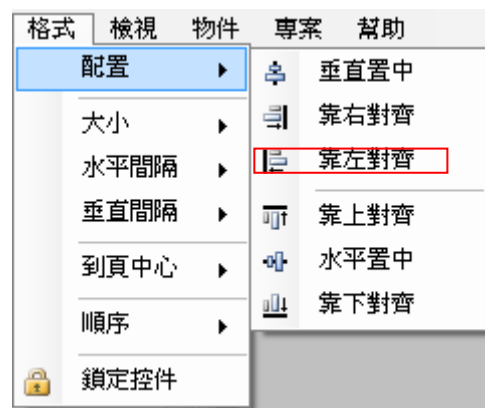 格式 檢視 物件 專案 幫助
配置
大小
水平間隔
垂直間隔
到頁中心
順序
鎖定控件
垂直置中
靠右對齊
靠左對齊
靠上對齊
水平置中
靠下對齊